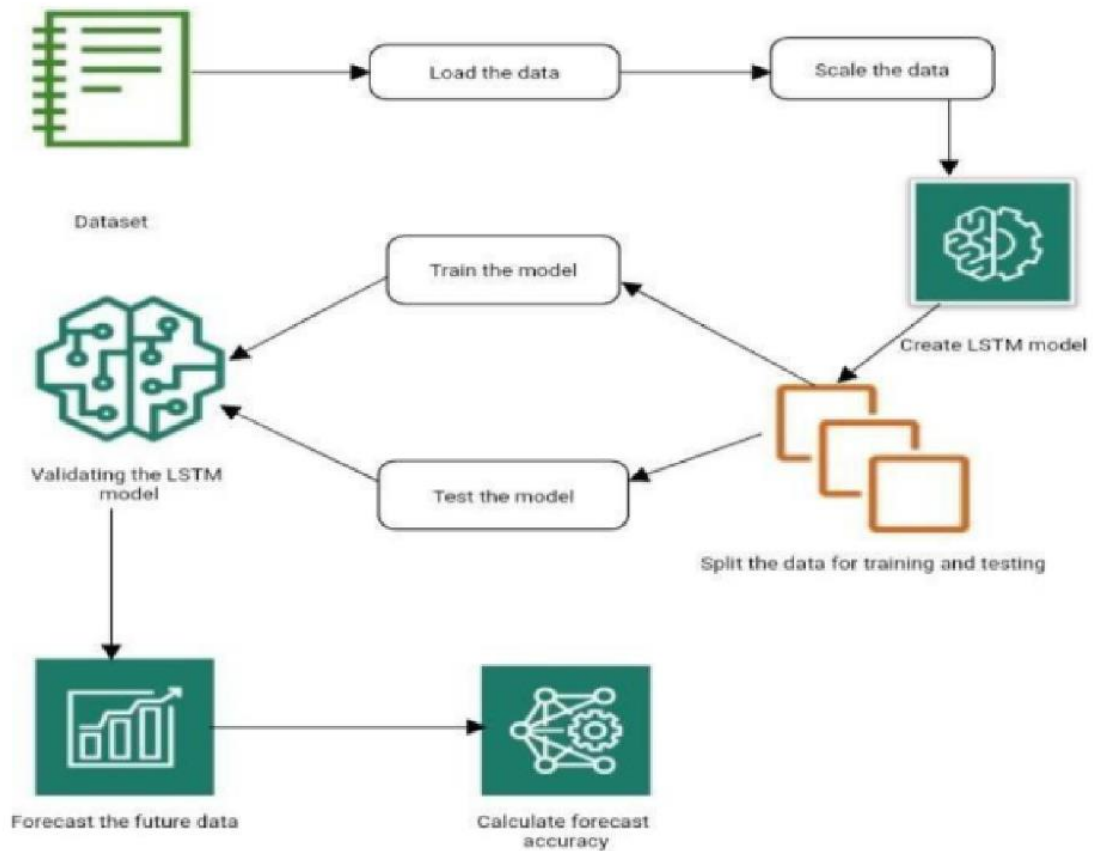 Load the data
Scale the data
Dataset
Train the model
Create LSTM model
Validating the LSTM
model
Test the model
Split the data for training and testing
Forecast the future data
Calculate forecast
accuracy